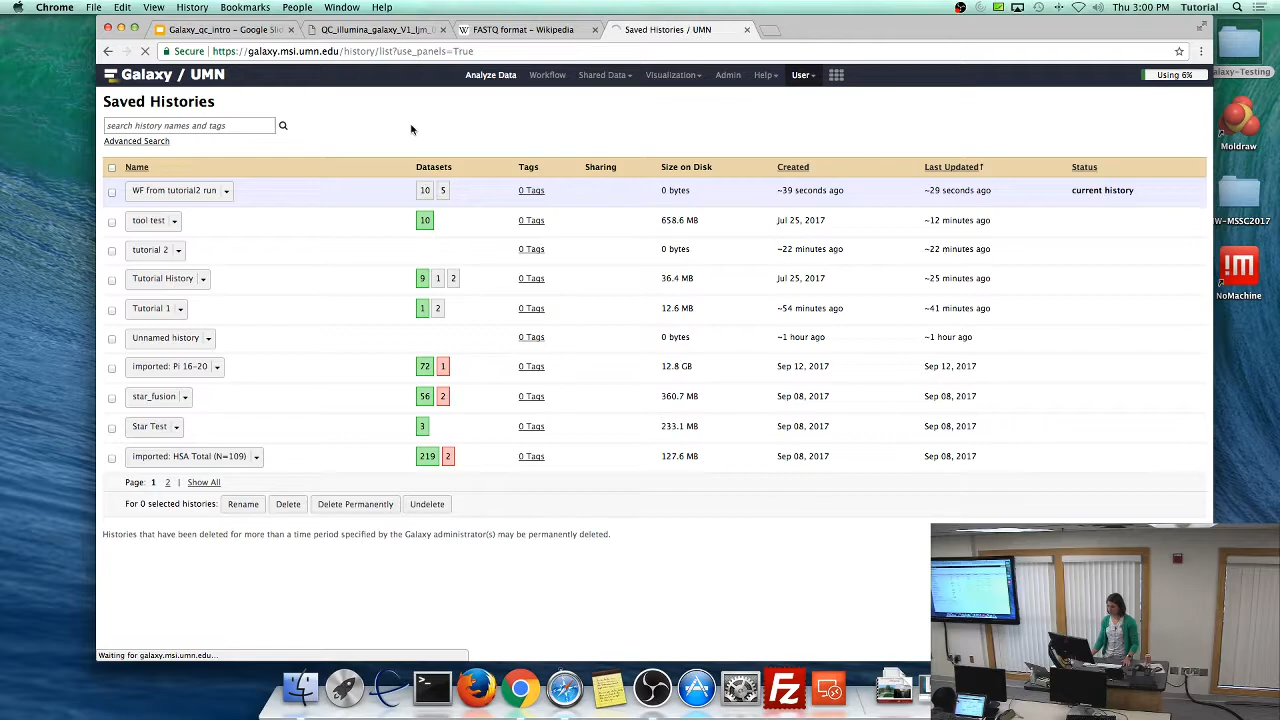 Chrome File Edit View History Bookmarks People Window Help
Thu 3:00 PM Tutorial
Galaxy_qc_intro - Google Slid
QC_illumina_galaxy_V1_ljm_
FASTQ format - Wikipedia
Saved Histories / UMN
Secure https://galaxy.msi.umn.edu/history/list?use_panels=True
Galaxy / UMN
Analyze Data Workflow Shared Data Visualization Admin Help User
Using 6%
Saved Histories
search history names and tags
Advanced Search
Name Datasets Tags Sharing Size on Disk Created Last Updated↑ Status
WF from tutorial2 run 10 5 0 Tags 0 bytes ~39 seconds ago ~29 seconds ago current history
tool test 10 0 Tags 658.6 MB Jul 25, 2017 ~12 minutes ago
tutorial 2 0 Tags 0 bytes ~22 minutes ago ~22 minutes ago
Tutorial History 9 1 2 0 Tags 36.4 MB Jul 25, 2017 ~25 minutes ago
Tutorial 1 1 2 0 Tags 12.6 MB ~54 minutes ago ~41 minutes ago
Unnamed history 0 Tags 0 bytes ~1 hour ago ~1 hour ago
imported: PI 16-20 72 1 0 Tags 12.8 GB Sep 12, 2017 Sep 12, 2017
star_fusion 56 2 0 Tags 360.7 MB Sep 08, 2017 Sep 08, 2017
Star Test 3 0 Tags 233.1 MB Sep 08, 2017 Sep 08, 2017
imported: HSA Total (N=109) 219 2 0 Tags 127.6 MB Sep 08, 2017 Sep 08, 2017
Page: 1 2 | Show All
For 0 selected histories: Rename Delete Delete Permanently Undelete
Histories that have been deleted for more than a time period specified by the Galaxy administrator(s) may be permanently deleted.
Waiting for galaxy.msi.umn.edu...
alaxy-Testing
Moldraw
W-MSSC2017
!M
NoMachine
Fz